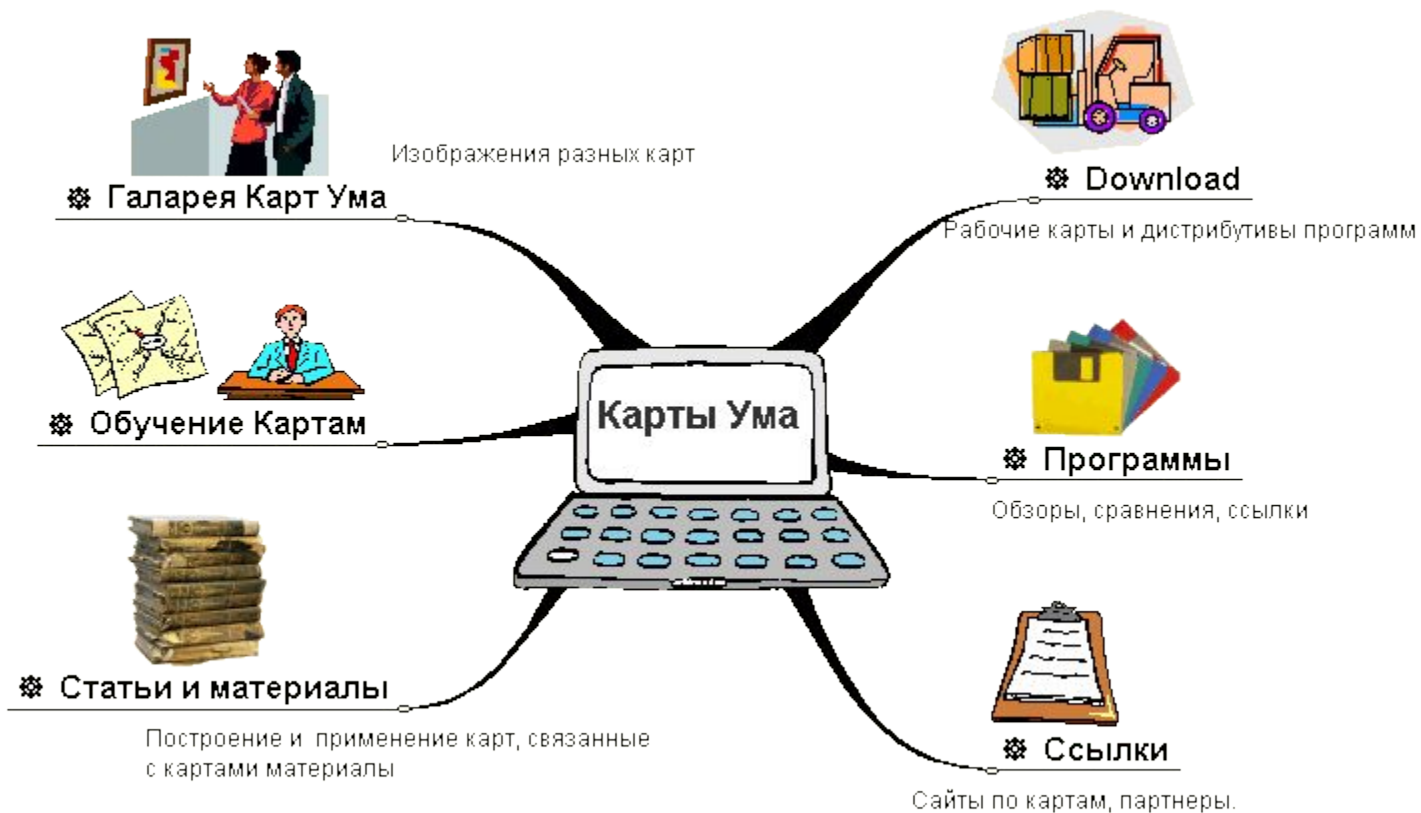 Изображения разных карт
Галарея Карт Ума
Download
Рабочие карты и дистрибутивы программ
Карты Ума
Обучение Картам
Программы
Обзоры, сравнения, ссылки
Статьи и материалы
Построение и применение карт, связанные
с картами материалы
Ссылки
Сайты по картам, партнеры.